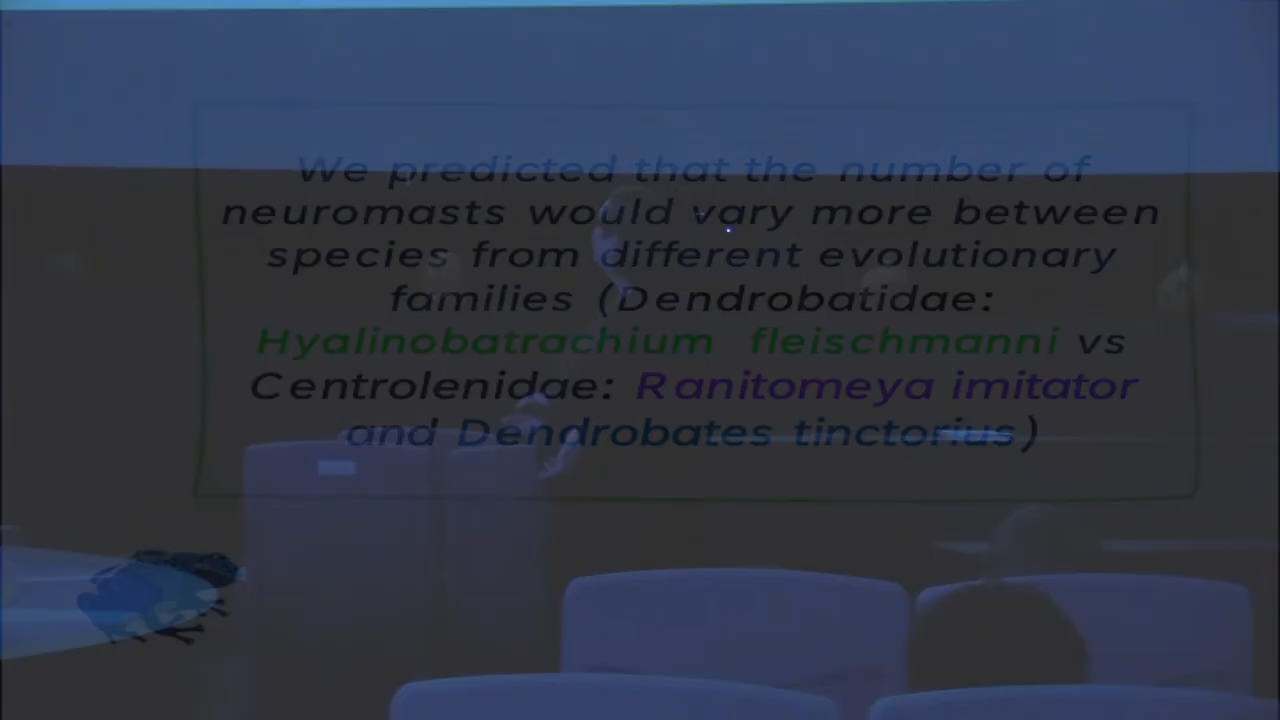 We predicted that the number of
neuromasts would vary more between
species from different evolutionary
families (Dendrobatidae:
Hyalinobatrachium fleischmanni vs
Centrolenidae: Ranitomeya imitator
and Dendrobates tinctorius)